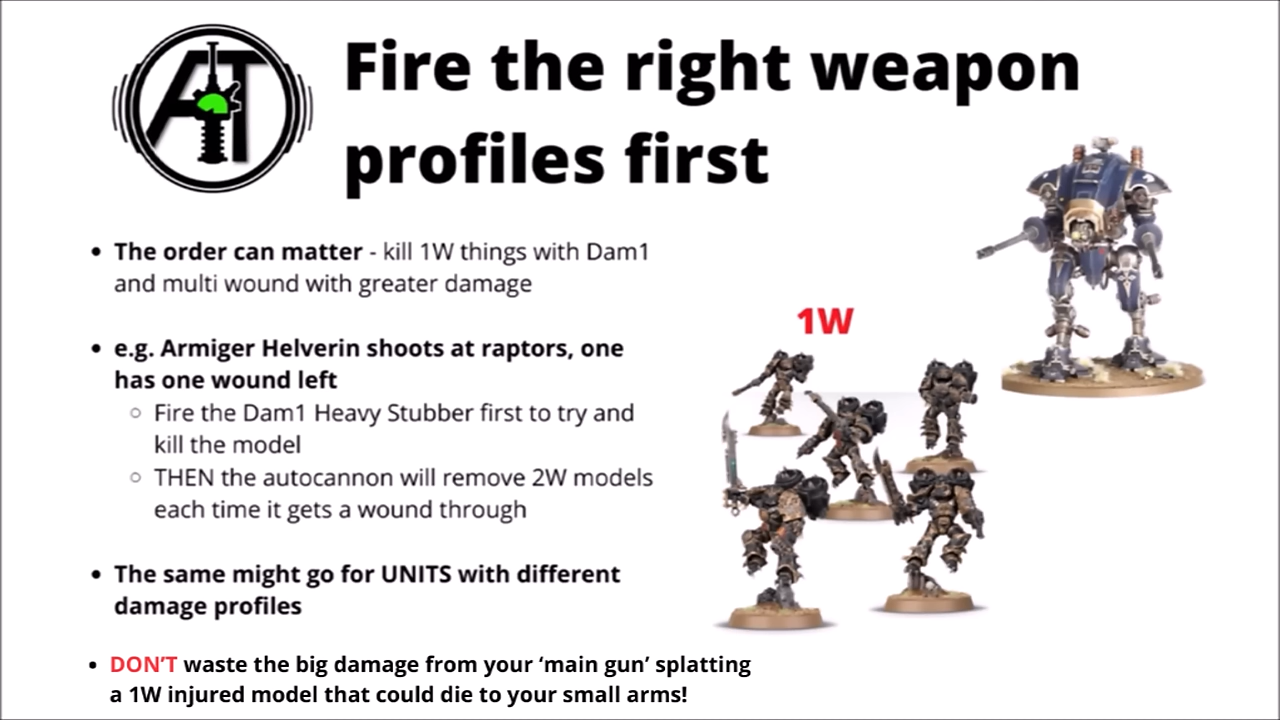 AT
Fire the right weapon
profiles first
• The order can matter - kill 1W things with Dam1
and multi wound with greater damage
1W
• e.g. Armiger Helverin shoots at raptors, one
has one wound left
○ Fire the Dam1 Heavy Stubber first to try and
kill the model
○ THEN the autocannon will remove 2W models
each time it gets a wound through
• The same might go for UNITS with different
damage profiles
• DON'T waste the big damage from your ‘main gun’ splatting
a 1W injured model that could die to your small arms!